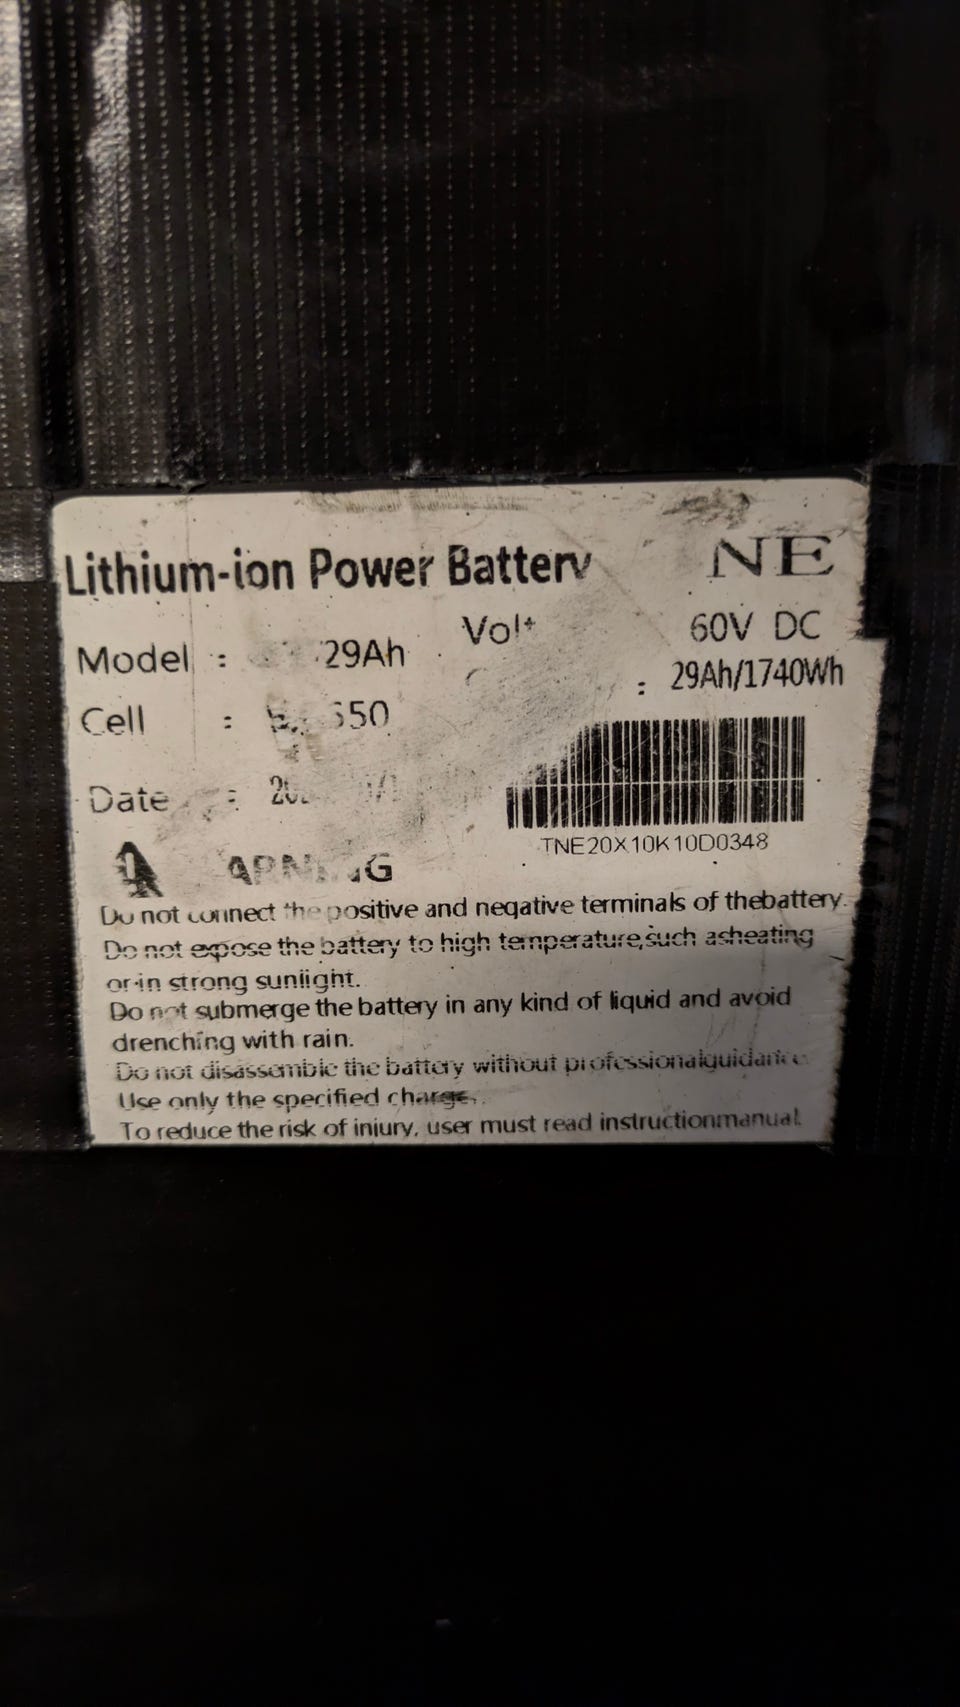 Lithium-ion Power Battery NE
Model : 29Ah 60V DC
: 29Ah/1740Wh
Cell :
Date :
TNE20X10K10D0348
Do not connect the positive and negative terminals of thebattery.
Do not expose the battery to high temperature,such asheating
or in strong sunlight.
Do not submerge the battery in any kind of liquid and avoid
drenching with rain.
Do not disassemble the battery without professionalguidance
Use only the specified
To reduce the risk of injury, user must read instructionmanual.